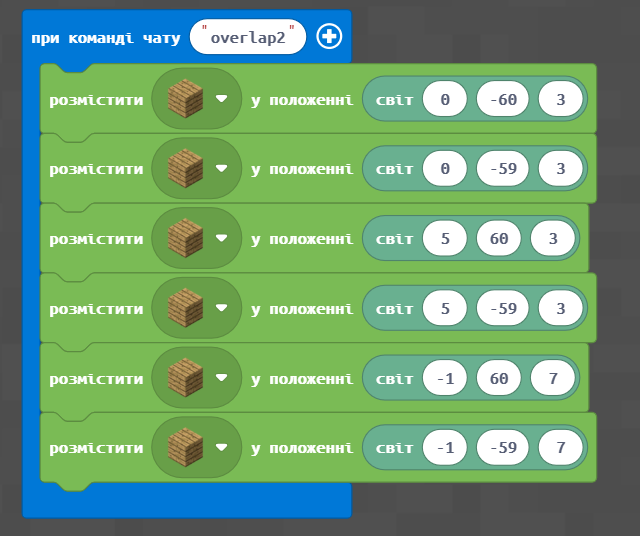 при команді чату "overlap2"
розмістити у положенні світ 0 -60 3
розмістити у положенні світ 0 -59 3
розмістити у положенні світ 5 60 3
розмістити у положенні світ 5 -59 3
розмістити у положенні світ -1 60 7
розмістити у положенні світ -1 -59 7